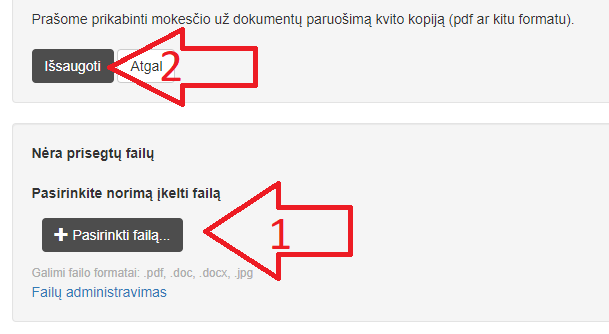 Prašome prikabinti mokesčio už dokumentų paruošimą kvito kopiją (pdf ar kitu formatu).
Išsaugoti Atgal 2
Nėra prisegtų failų
Pasirinkite norimą įkelti failą
+ Pasirinkti failą... 1
Galimi failo formatai: .pdf, .doc, .docx, .jpg
Failų administravimas